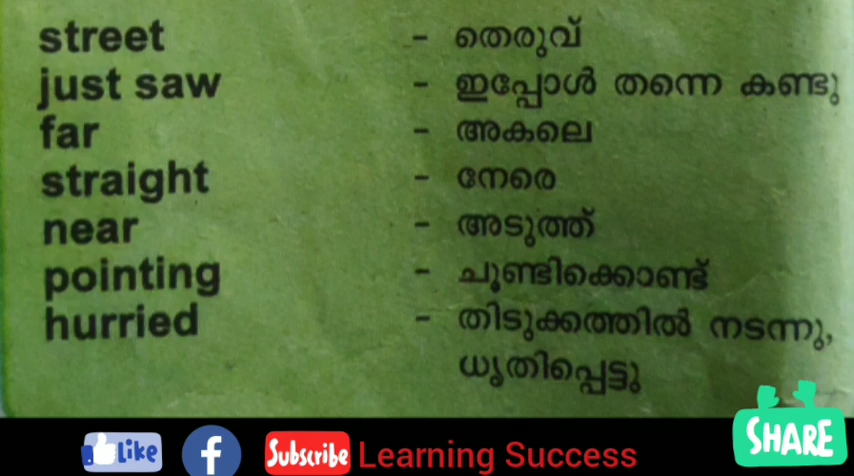 street - തെരുവ്
just saw - ഇപ്പോൾ തന്നെ കണ്ടു
far - അകലെ
straight - നേരെ
near - അടുത്ത്
pointing - ചൂണ്ടിക്കൊണ്ട്
hurried - തിടുക്കത്തിൽ നടന്നു,
ധൃതിപ്പെട്ടു
Like f Subscribe Learning Success SHARE